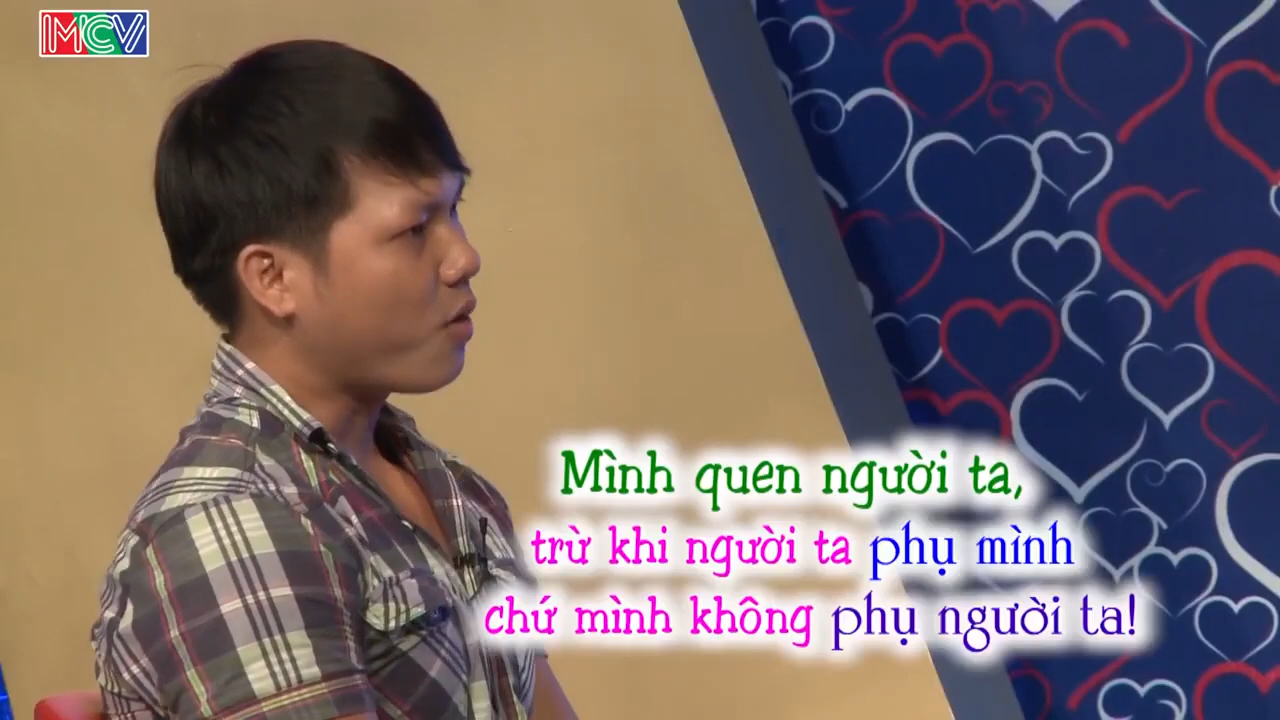 MCV
Mình quen người ta,
trừ khi người ta phụ mình
chứ mình không phụ người ta!